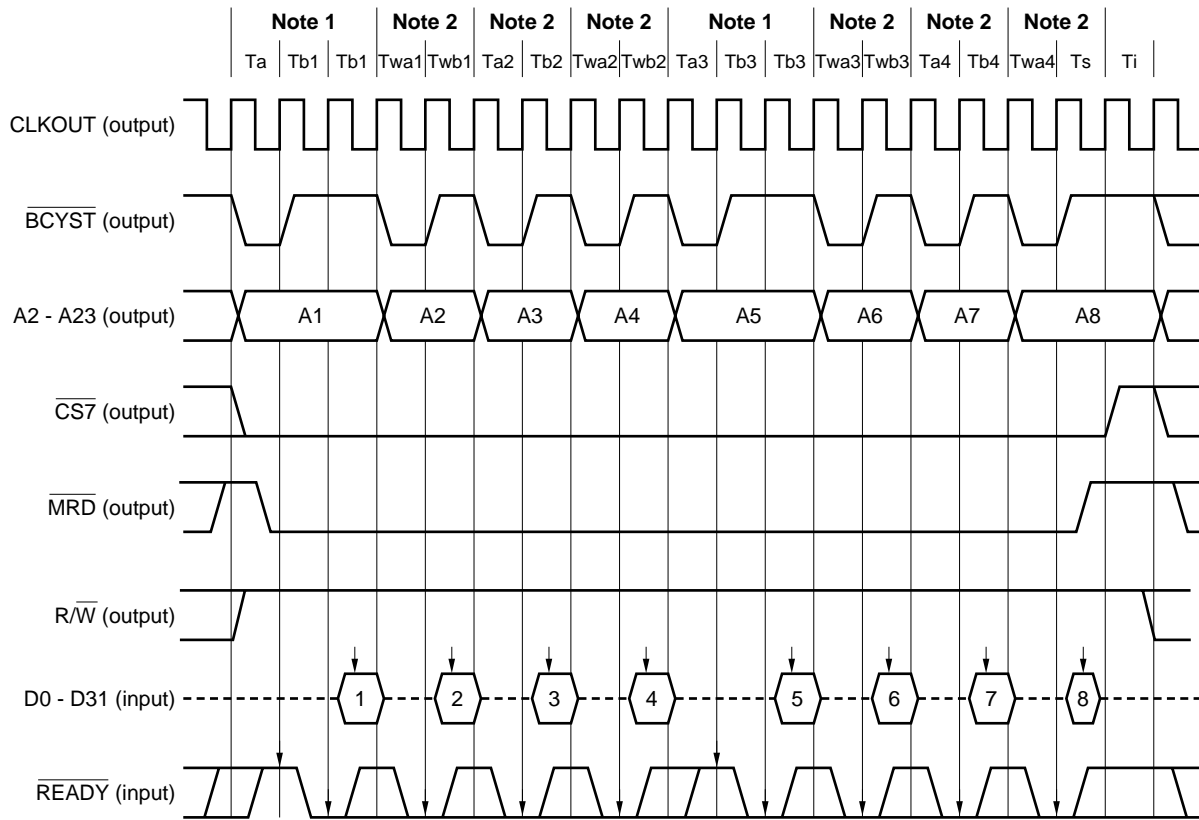 Note 1 Note 2 Note 2 Note 2 Note 1 Note 2 Note 2 Note 2
Ta Tb1 Tb1 Twa1 Twb1 Ta2 Tb2 Twa2 Twb2 Ta3 Tb3 Tb3 Twa3 Twb3 Ta4 Tb4 Twa4 Ts Ti
CLKOUT (output)
BCYST (output)
A2 - A23 (output) A1 A2 A3 A4 A5 A6 A7 A8
CS7 (output)
MRD (output)
R/W (output)
D0 - D31 (input) 1 2 3 4 5 6 7 8
READY (input)